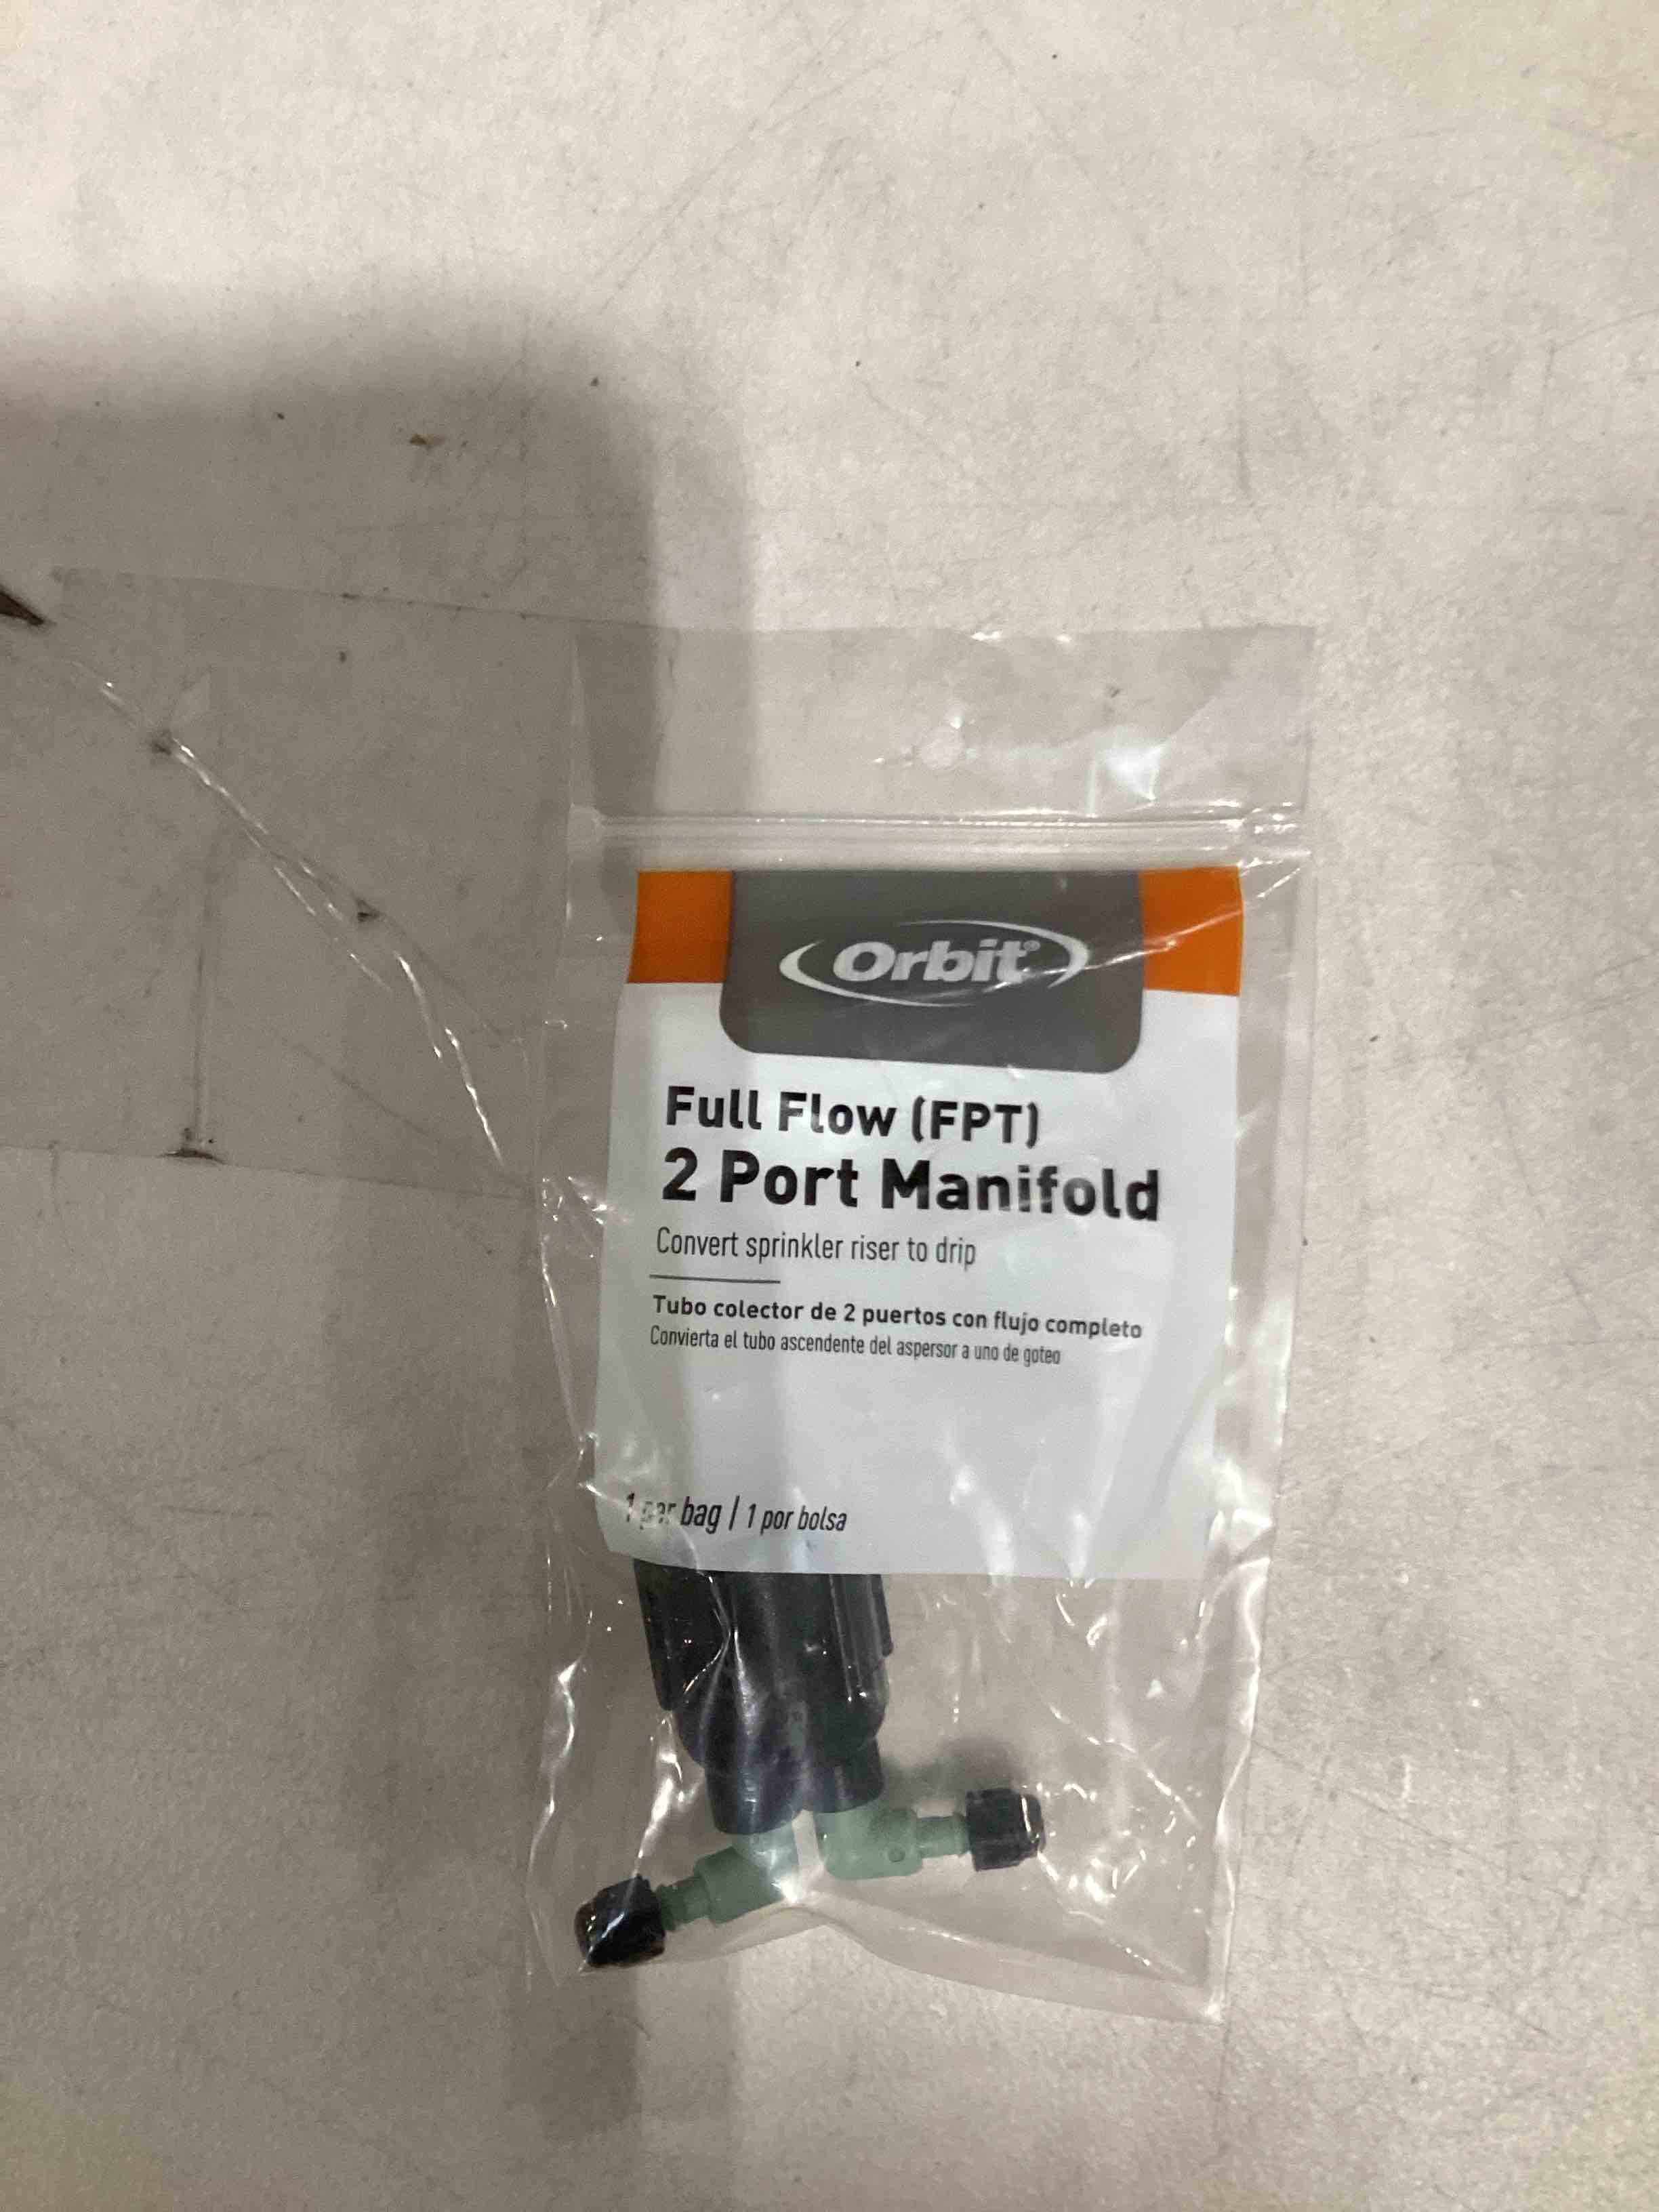 Orbit®
Full Flow (FPT)
2 Port Manifold
Convert sprinkler riser to drip
Tubo colector de 2 puertos con flujo completo
Convierta el tubo ascendente del aspersor a uno de goteo
1 per bag | 1 por bolsa